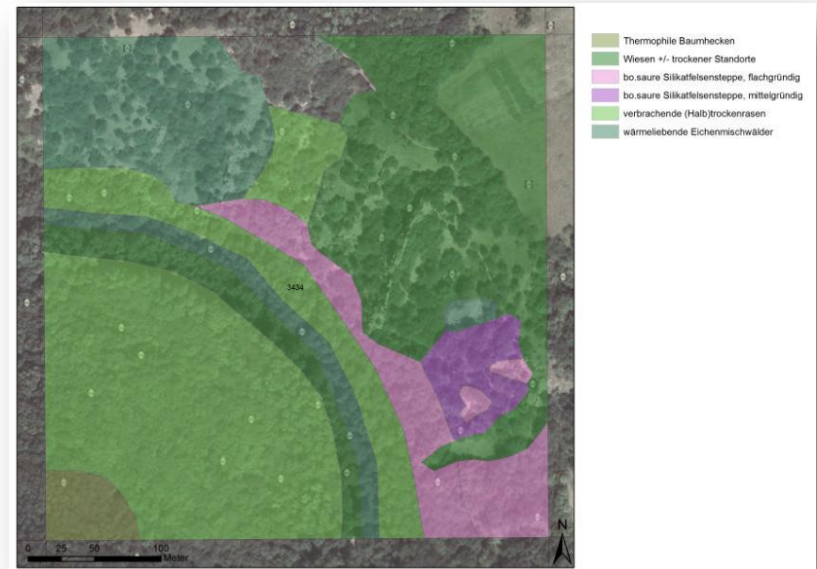 Thermophile Baumhecken
Wiesen +/- trockener Standorte
bo.saure Silikatfelsensteppe, flachgründig
bo.saure Silikatfelsensteppe, mittelgründig
verbrachende (Halb)trockenrasen
wärmeliebende Eichenmischwälder
3434
N
0 25 50 100
Meter